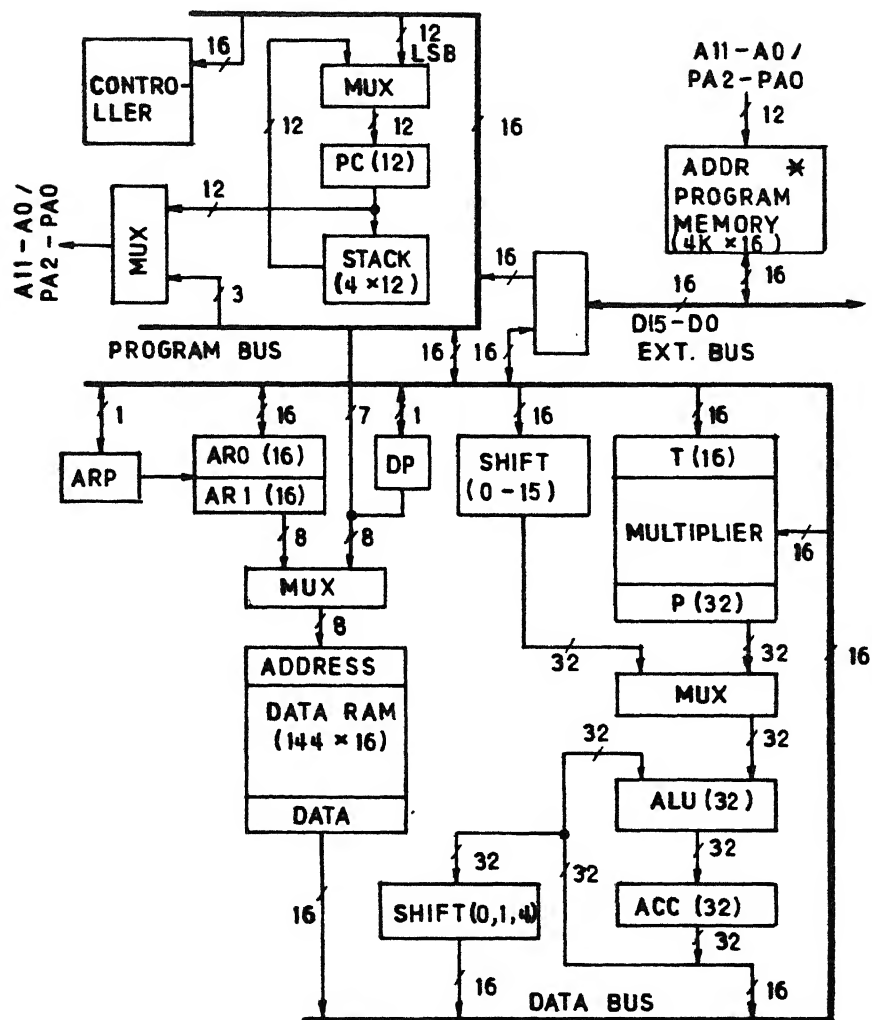 12
LSB
16
CONTRO-
LLER
MUX
12
12
16
PC (12)
12
STACK
(4 × 12)
MUX
A11-A0 /
PA2-PA0
3
A11-A0 /
PA2-PA0
12
ADDR *
PROGRAM
MEMORY
(4K × 16)
16
16
16
D15-D0
EXT. BUS
PROGRAM BUS
16
16
1
16
7
1
16
16
ARP
AR0 (16)
AR1 (16)
DP
SHIFT
(0-15)
T (16)
MULTIPLIER
16
P (32)
8
8
MUX
8
32
32
16
MUX
ADDRESS
DATA RAM
(144 × 16)
DATA
32
32
ALU (32)
32
32
32
SHIFT(0,1,4)
ACC (32)
32
16
16
16
DATA BUS